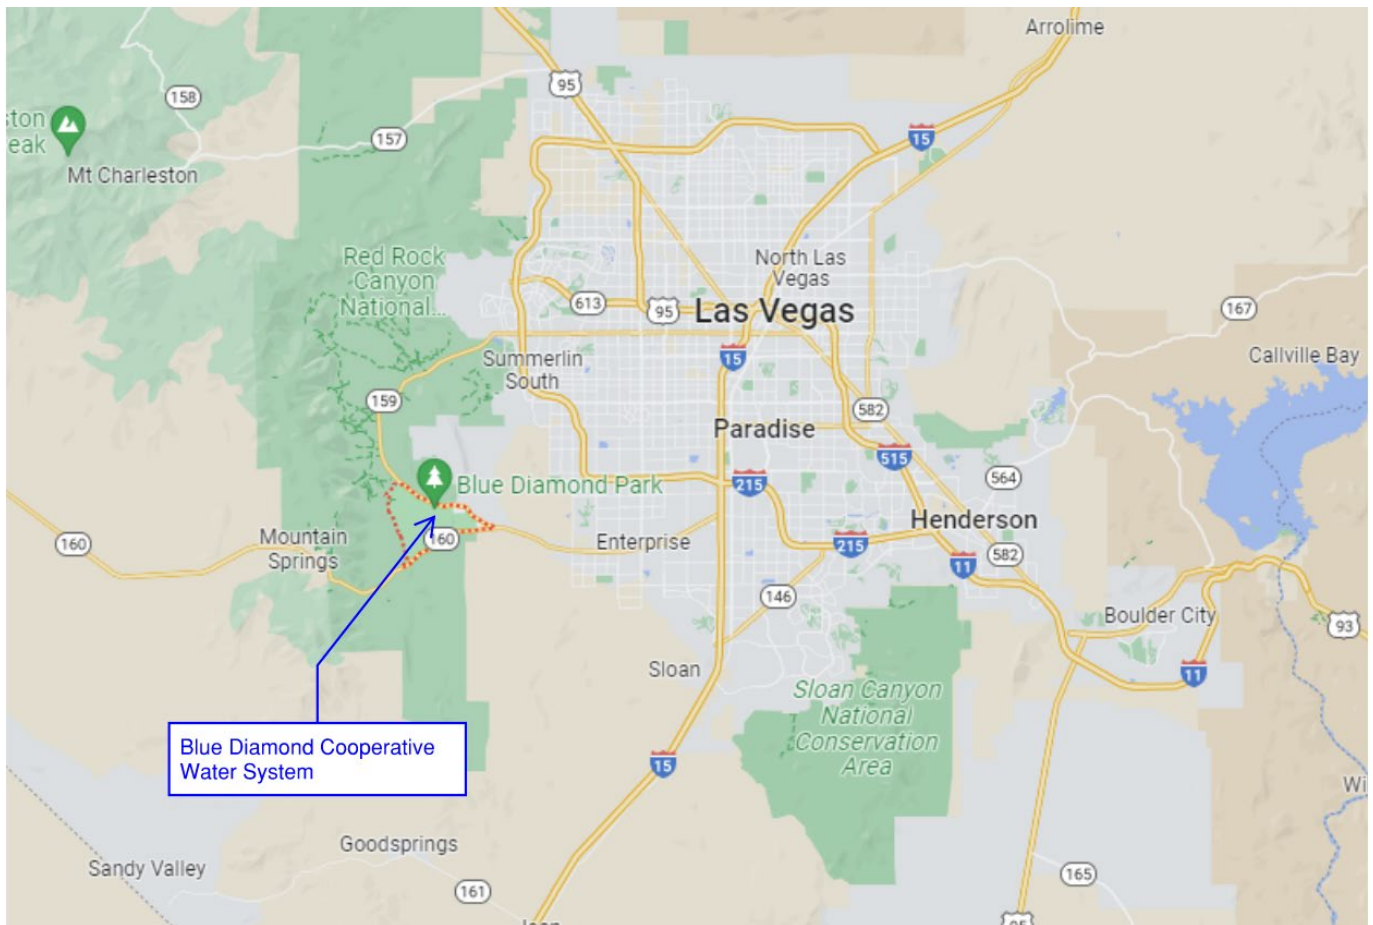 Arrolime
95
158
15
157
ston
eak
Mt Charleston
Red Rock
Canyon
National...
North Las
Vegas
613
95
Las Vegas
167
15
Summerlin
South
Callville Bay
159
582
Paradise
515
215
564
Blue Diamond Park
Henderson
160
Mountain
Springs
160
Enterprise
215
582
11
146
Boulder City
93
Sloan
11
Sloan Canyon
National
Conservation
Area
Blue Diamond Cooperative
Water System
15
Wi
Goodsprings
Sandy Valley
161
165
95